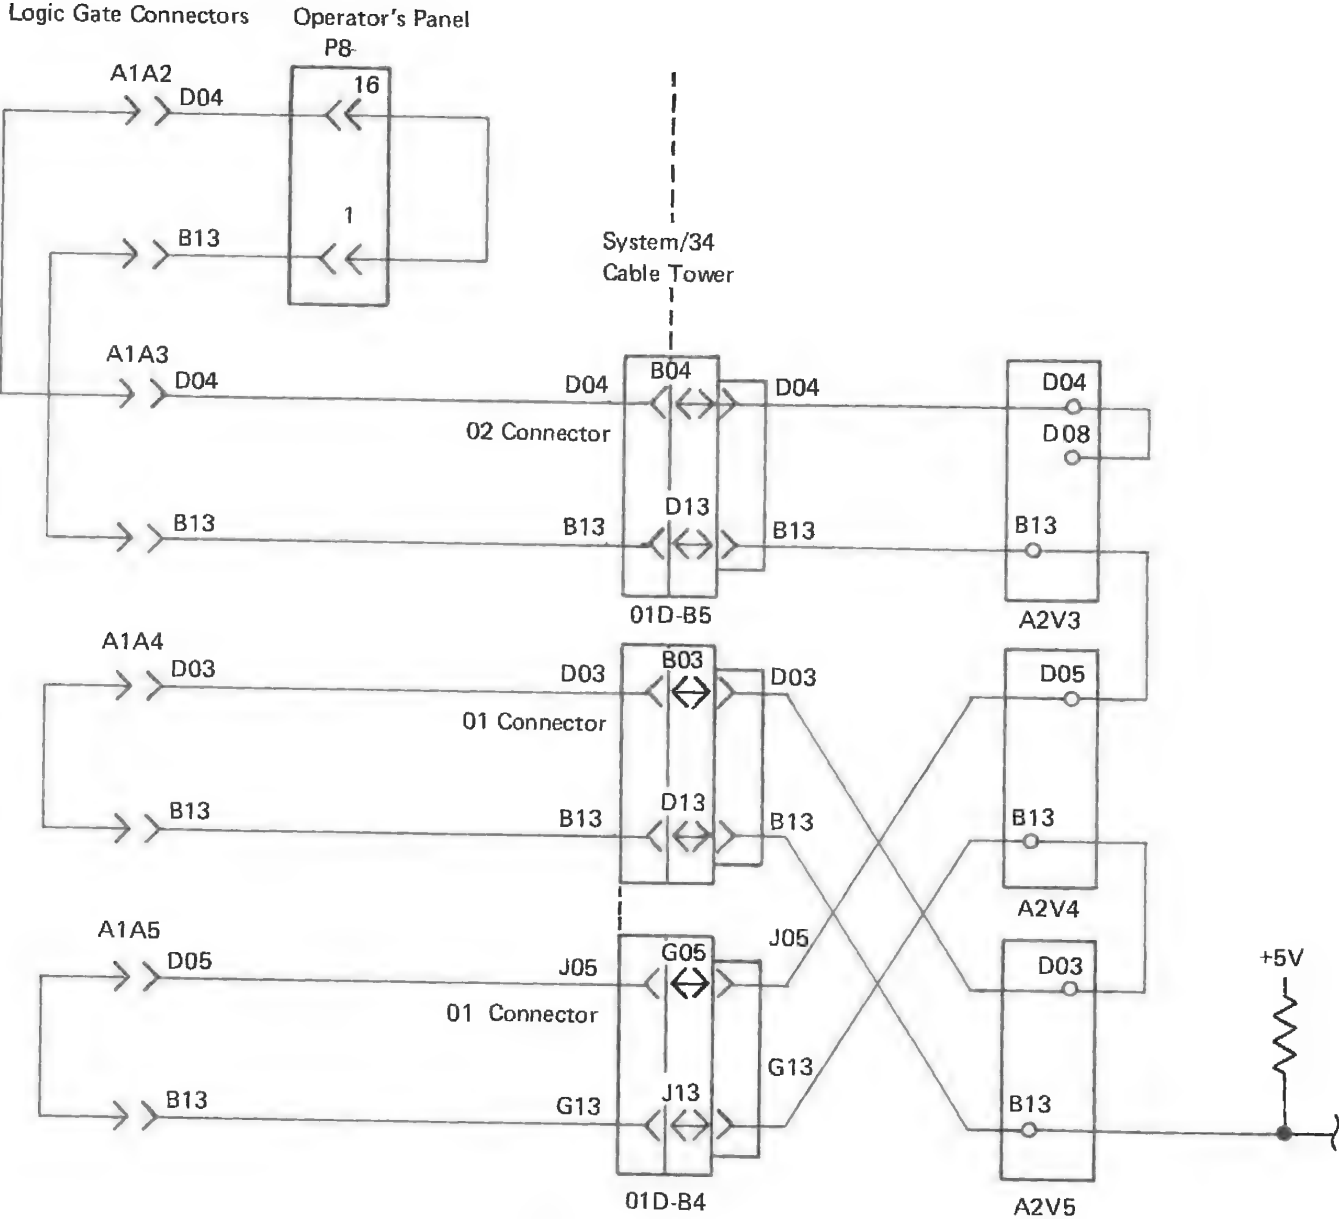 Logic Gate Connectors
Operator's Panel
P8
A1A2
D04
16
B13
1
System/34
Cable Tower
A1A3
D04
D04
B04
D04
D04
02 Connector
D08
B13
B13
D13
B13
B13
01D-B5
A2V3
A1A4
D03
D03
B03
D03
D05
01 Connector
B13
B13
D13
B13
B13
A2V4
A1A5
D05
J05
G05
J05
D03
+5V
01 Connector
B13
G13
J13
G13
B13
01D-B4
A2V5